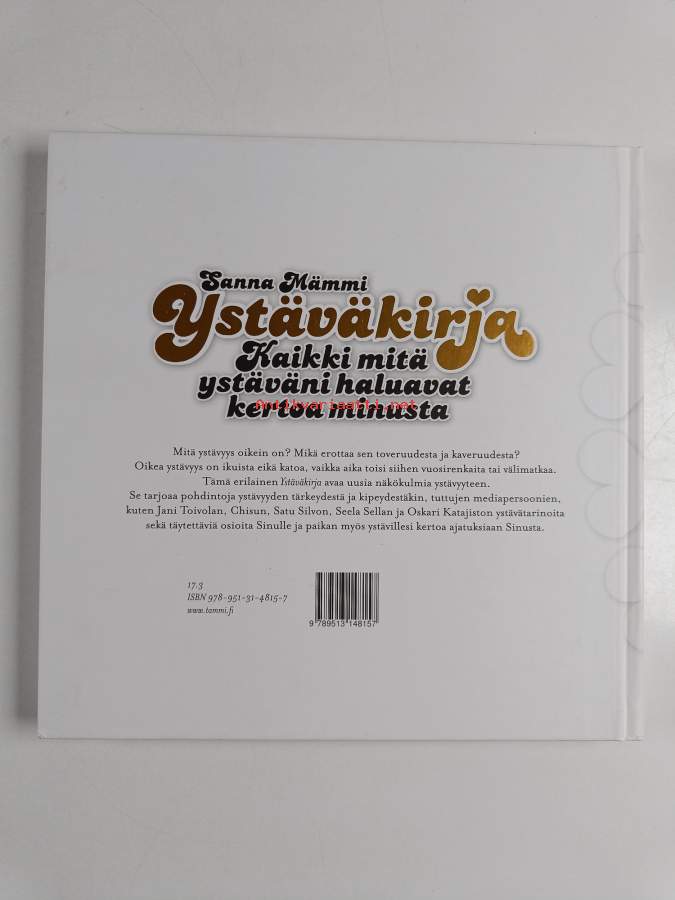 Sanna Mämmi
Ystäväkirja
Kaikki mitä
ystäväni haluavat
kertoa minusta
Antikvariaatti.net
Mitä ystävyys oikein on? Mikä erottaa sen toveruudesta ja kaveruudesta?
Oikea ystävyys on ikuista eikä katoa, vaikka aika toisi siihen vuosirenkaita tai välimatkaa.
Tämä erilainen Ystäväkirja avaa uusia näkökulmia ystävyyteen.
Se tarjoaa pohdintoja ystävyyden tärkeydestä ja kipeydestäkin, tuttujen mediapersoonien,
kuten Jani Toivolan, Chisun, Satu Silvon, Seela Sellan ja Oskari Katajiston ystävätarinoita
sekä täytettäviä osioita Sinulle ja paikan myös ystävillesi kertoa ajatuksiaan Sinusta.
17.3
ISBN 978-951-31-4815-7
www.tammi.fi
9 789513 148157